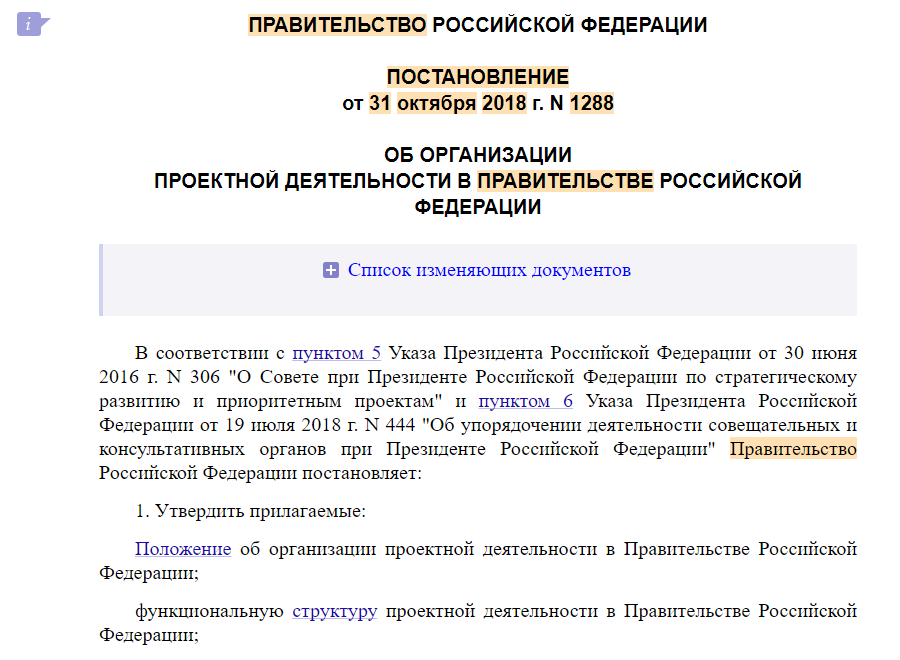 i
ПРАВИТЕЛЬСТВО РОССИЙСКОЙ ФЕДЕРАЦИИ
ПОСТАНОВЛЕНИЕ
от 31 октября 2018 г. N 1288
ОБ ОРГАНИЗАЦИИ
ПРОЕКТНОЙ ДЕЯТЕЛЬНОСТИ В ПРАВИТЕЛЬСТВЕ РОССИЙСКОЙ
ФЕДЕРАЦИИ
Список изменяющих документов
В соответствии с пунктом 5 Указа Президента Российской Федерации от 30 июня
2016 г. N 306 "О Совете при Президенте Российской Федерации по стратегическому
развитию и приоритетным проектам" и пунктом 6 Указа Президента Российской
Федерации от 19 июля 2018 г. N 444 "Об упорядочении деятельности совещательных и
консультативных органов при Президенте Российской Федерации" Правительство
Российской Федерации постановляет:
1. Утвердить прилагаемые:
Положение об организации проектной деятельности в Правительстве Российской
Федерации;
функциональную структуру проектной деятельности в Правительстве Российской
Федерации;